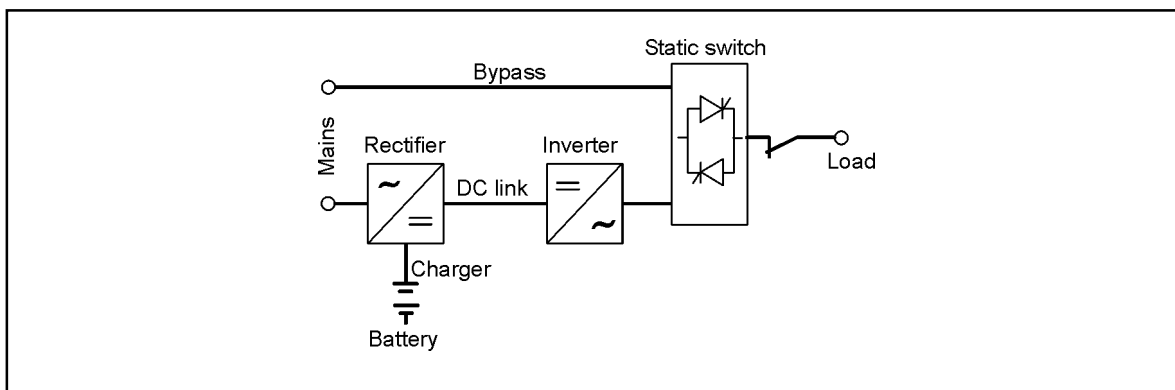 Static switch
Bypass
Mains
Rectifier
Inverter
DC link
Load
Charger
Battery